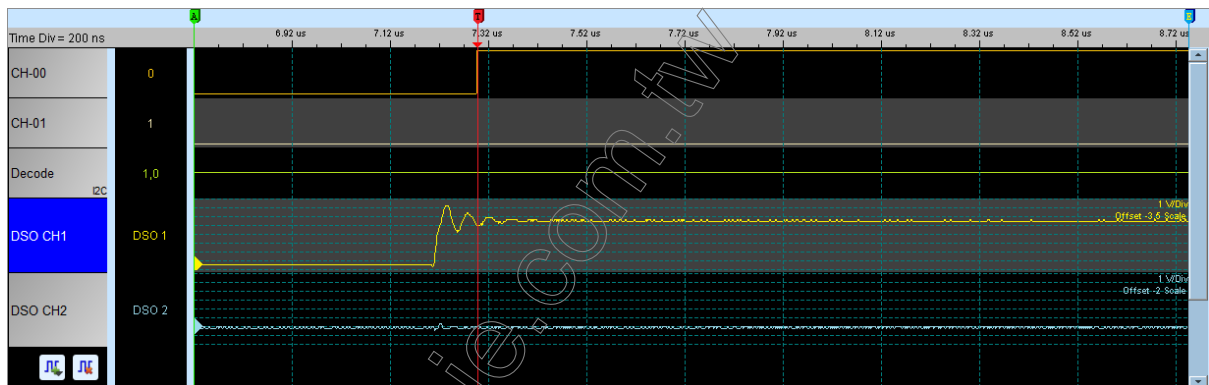 A T B
Time Div = 200 ns 6.92 us 7.12 us 7.32 us 7.52 us 7.72 us 7.92 us 8.12 us 8.32 us 8.52 us 8.72 us
CH-00 0
CH-01 1
Decode 1,0
I2C
1 V/Div
Offset -3,5 Scale
DSO CH1 DSO 1
1 V/Div
Offset -2 Scale
DSO CH2 DSO 2
ie.com.tw